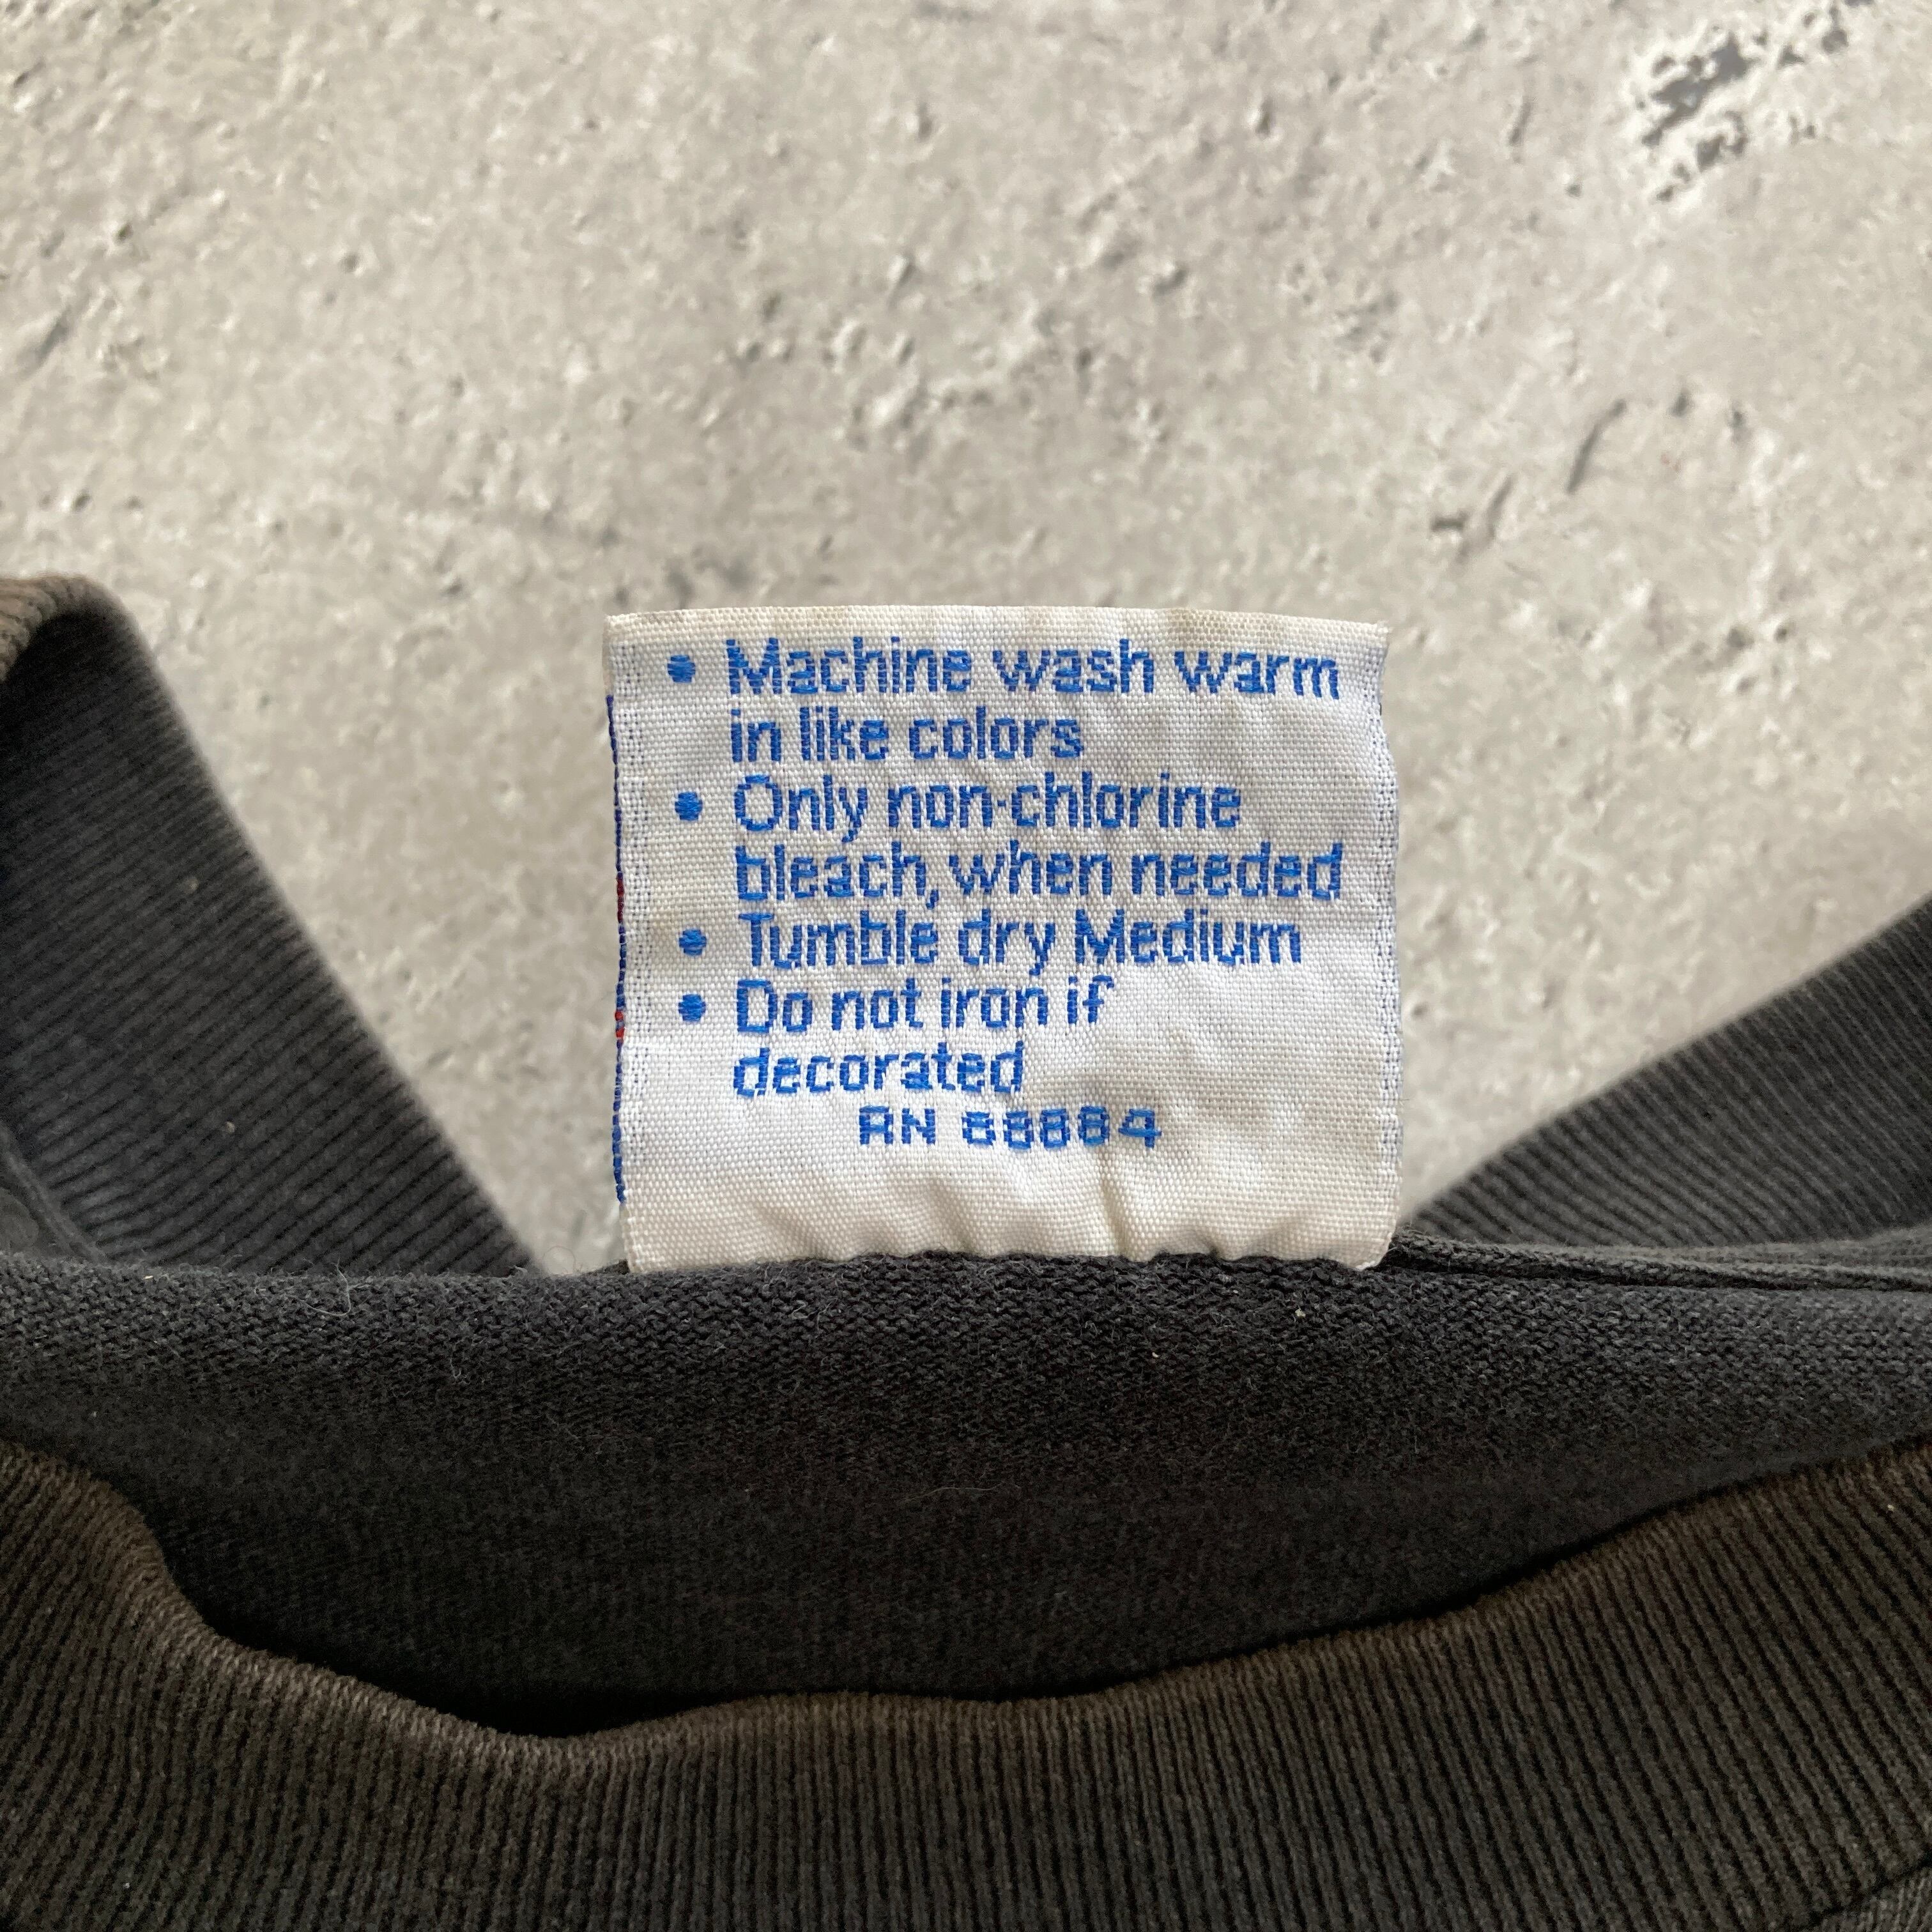 • Machine wash warm
in like colors
• Only non-chlorine
bleach, when needed
• Tumble dry Medium
• Do not iron if
decorated
RN